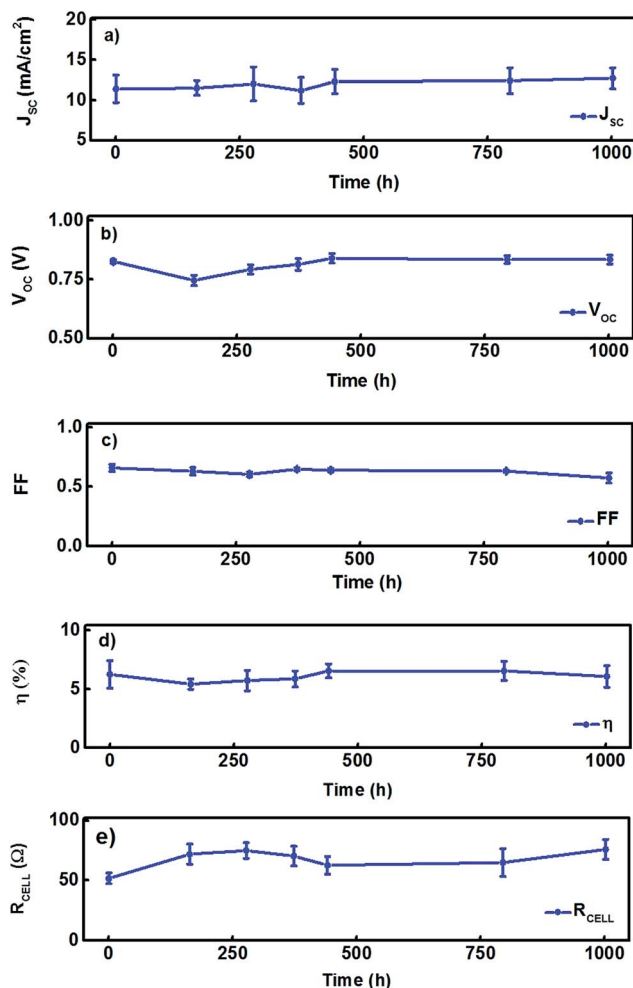 a)
J_SC (mA/cm²)
20
15
10
5
J_SC
0 250 500 750 1000
Time (h)
b)
V_OC (V)
1.00
0.75
0.50
V_OC
0 250 500 750 1000
Time (h)
c)
FF
1.0
0.5
0.0
FF
0 250 500 750 1000
Time (h)
d)
η (%)
10
5
0
η
0 250 500 750 1000
Time (h)
e)
R_CELL (Ω)
100
50
0
R_CELL
0 250 500 750 1000
Time (h)